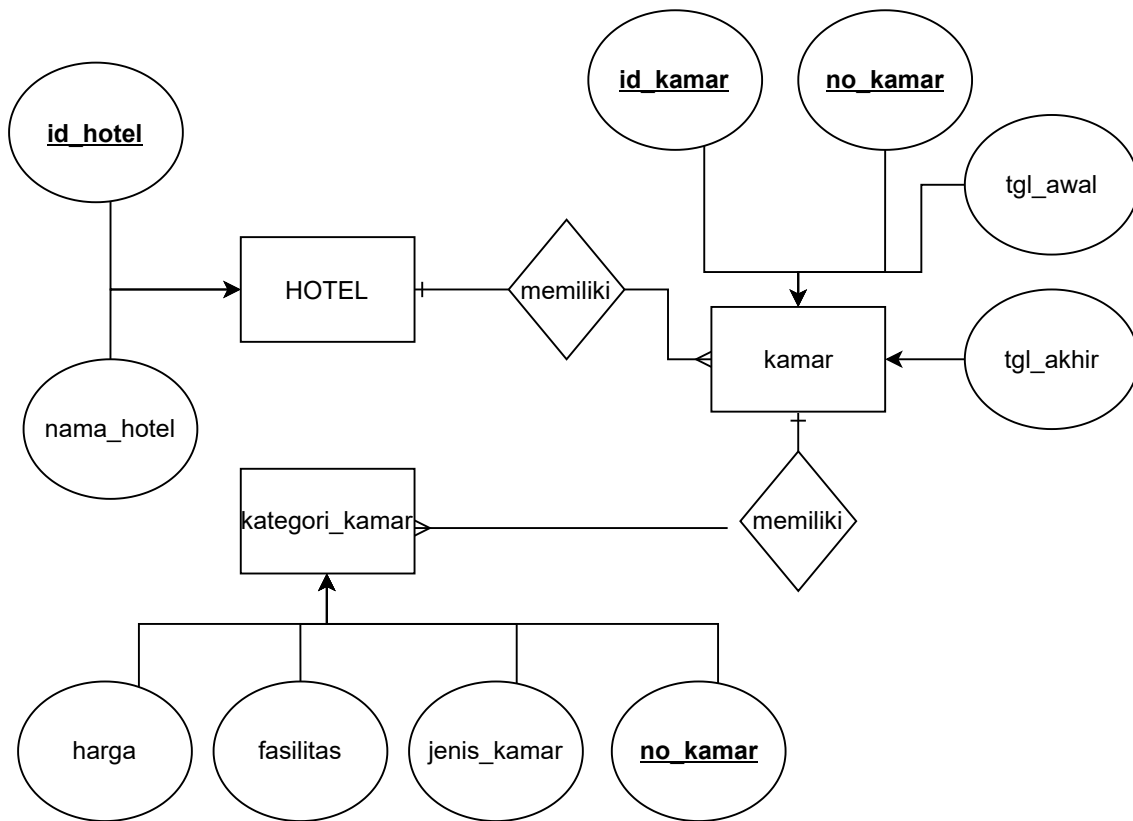 id_kamar
no_kamar
id_hotel
tgl_awal
HOTEL
memiliki
kamar
tgl_akhir
nama_hotel
kategori_kamar
memiliki
harga
fasilitas
jenis_kamar
no_kamar